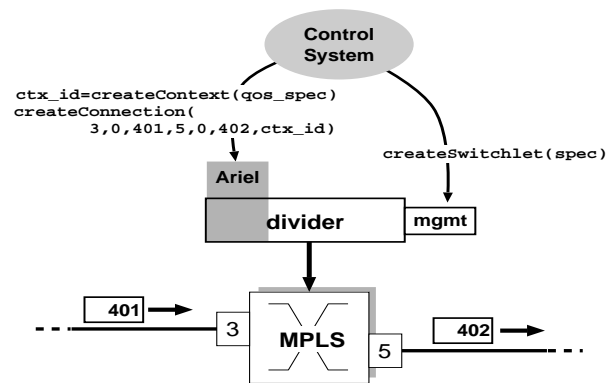 Control
System
ctx_id=createContext(qos_spec)
createConnection(
3,0,401,5,0,402,ctx_id)
createSwitchlet(spec)
Ariel
divider
mgmt
401
402
3
MPLS
5